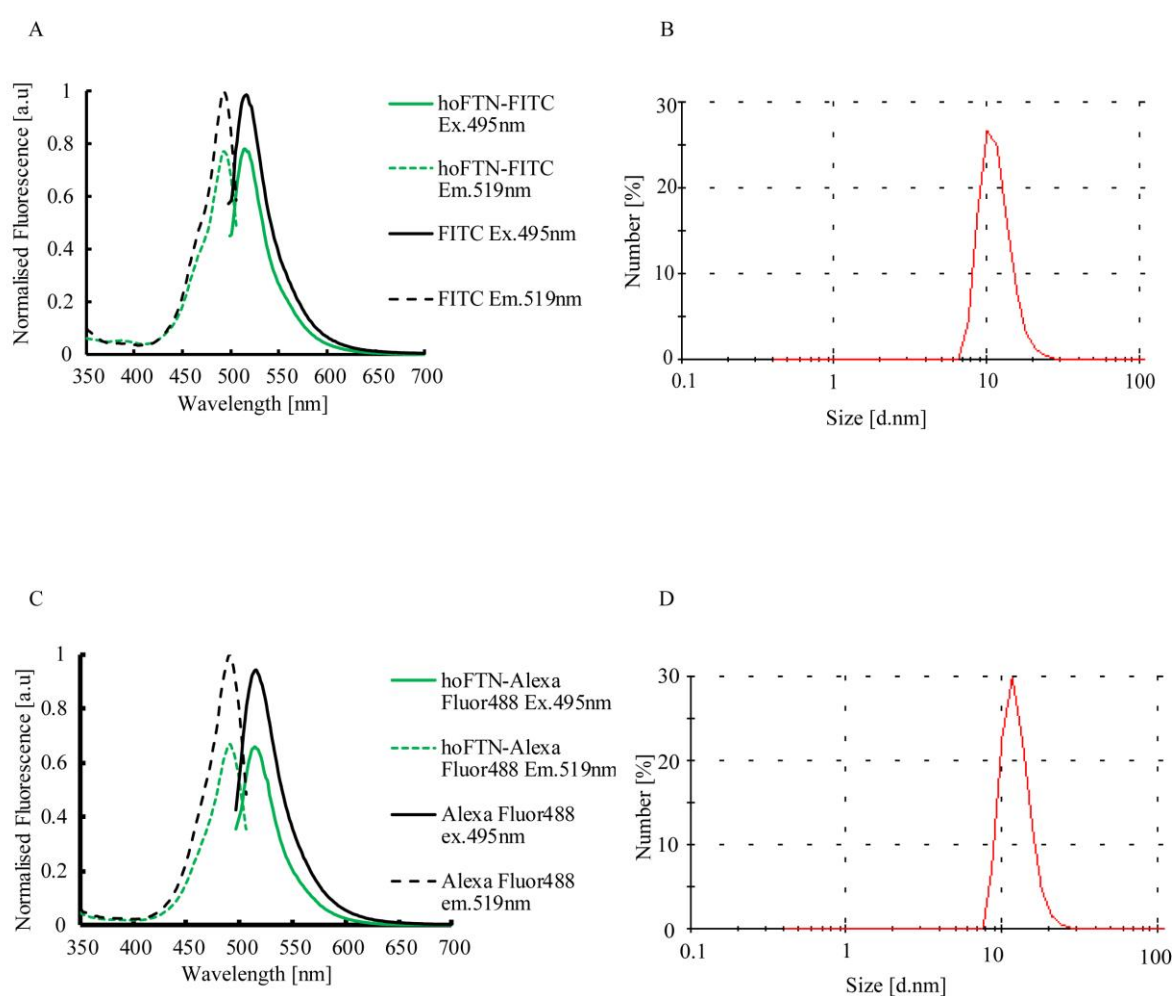 A
Normalised Fluorescence [a.u]
1
0.8
0.6
0.4
0.2
0
350 400 450 500 550 600 650 700
Wavelength [nm]
hoFTN-FITC
Ex.495nm
hoFTN-FITC
Em.519nm
FITC Ex.495nm
FITC Em.519nm
B
Number [%]
30
20
10
0
0.1 1 10 100
Size [d.nm]
C
Normalised Fluorescence [a.u]
1
0.8
0.6
0.4
0.2
0
350 400 450 500 550 600 650 700
Wavelength [nm]
hoFTN-Alexa
Fluor488 Ex.495nm
hoFTN-Alexa
Fluor488 Em.519nm
Alexa Fluor488
ex.495nm
Alexa Fluor488
em.519nm
D
Number [%]
30
20
10
0
0.1 1 10 100
Size [d.nm]